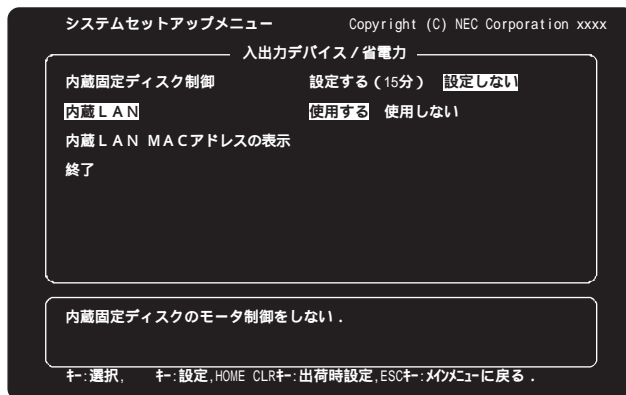 システムセットアップメニュー Copyright (C) NEC Corporation xxxx
入出力デバイス / 省電力
内蔵固定ディスク制御 設定する（15分） 設定しない
内蔵ＬＡＮ 使用する 使用しない
内蔵ＬＡＮ ＭＡＣアドレスの表示
終了
内蔵固定ディスクのモータ制御をしない．
ｷｰ:選択, ｷｰ:設定,HOME CLRｷｰ:出荷時設定,ESCｷｰ:ﾒｲﾝﾒﾆｭｰに戻る．